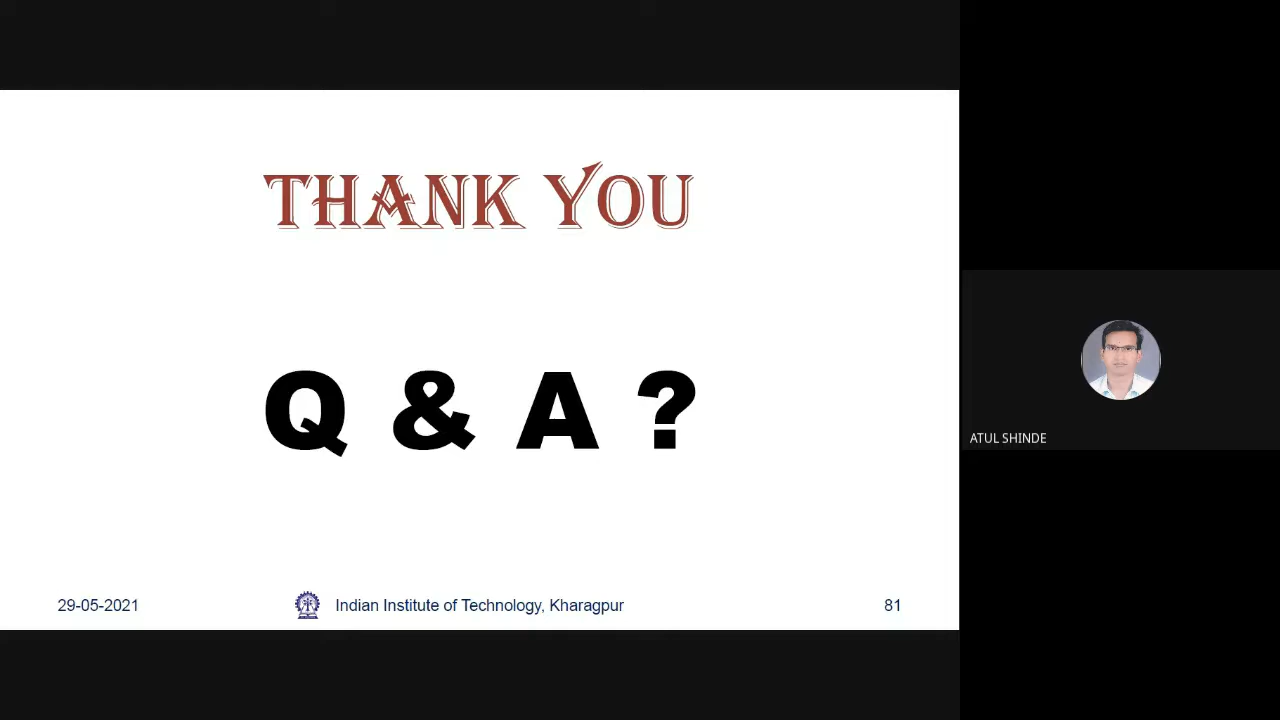 THANK YOU
Q & A ?
29-05-2021
Indian Institute of Technology, Kharagpur
81
ATUL SHINDE